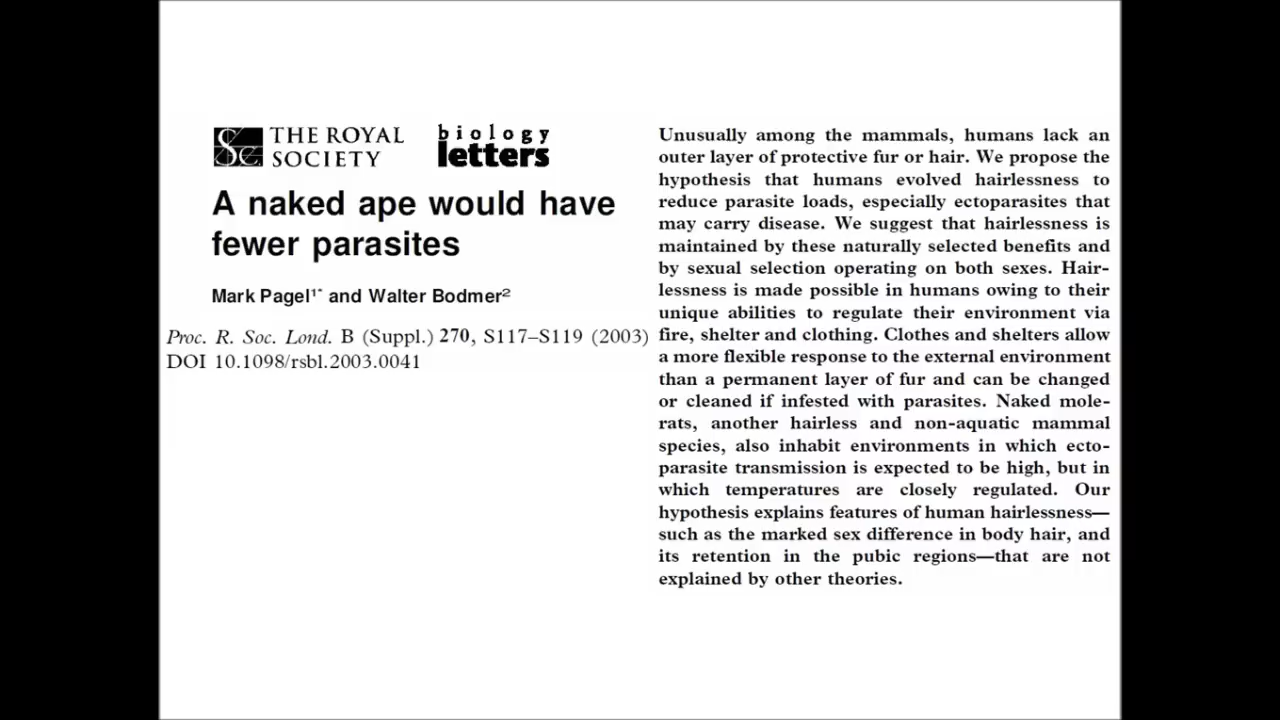 THE ROYAL
SOCIETY
biology
letters
A naked ape would have
fewer parasites
Mark Pagel¹* and Walter Bodmer²
Proc. R. Soc. Lond. B (Suppl.) 270, S117–S119 (2003)
DOI 10.1098/rsbl.2003.0041
Unusually among the mammals, humans lack an
outer layer of protective fur or hair. We propose the
hypothesis that humans evolved hairlessness to
reduce parasite loads, especially ectoparasites that
may carry disease. We suggest that hairlessness is
maintained by these naturally selected benefits and
by sexual selection operating on both sexes. Hair-
lessness is made possible in humans owing to their
unique abilities to regulate their environment via
fire, shelter and clothing. Clothes and shelters allow
a more flexible response to the external environment
than a permanent layer of fur and can be changed
or cleaned if infested with parasites. Naked mole-
rats, another hairless and non-aquatic mammal
species, also inhabit environments in which ecto-
parasite transmission is expected to be high, but in
which temperatures are closely regulated. Our
hypothesis explains features of human hairlessness—
such as the marked sex difference in body hair, and
its retention in the pubic regions—that are not
explained by other theories.